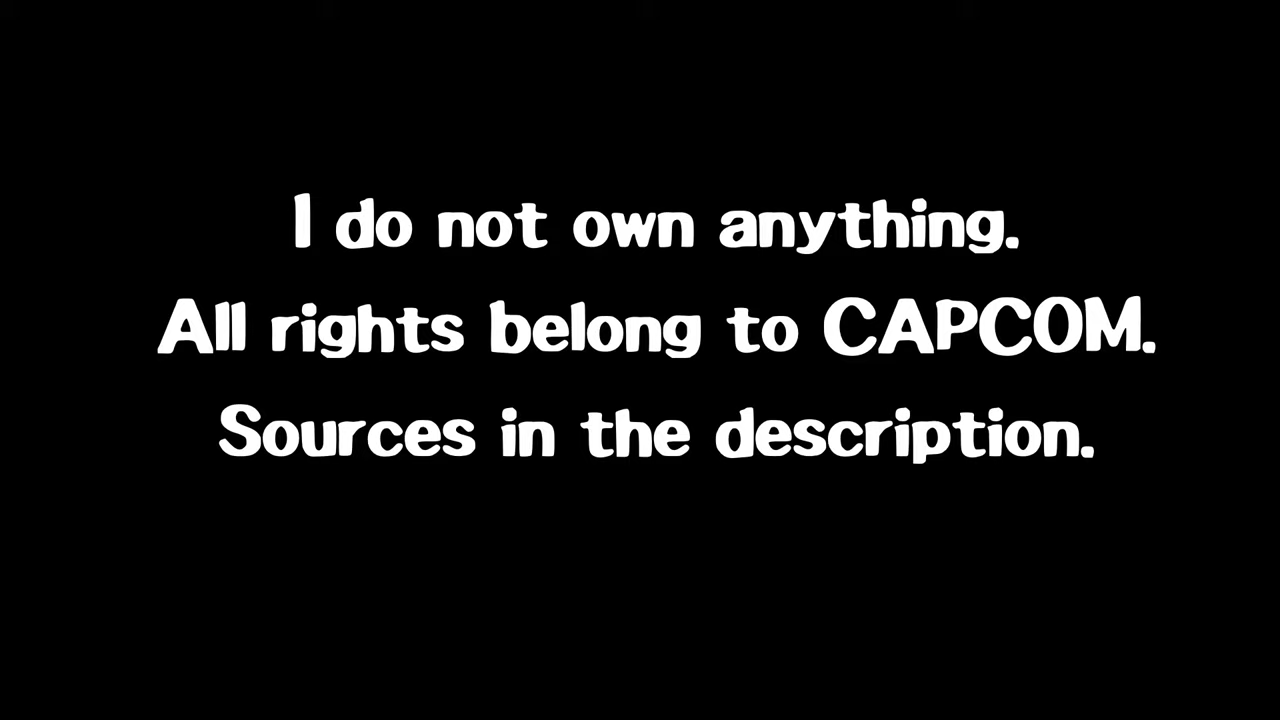 I do not own anything.
All rights belong to CAPCOM.
Sources in the description.